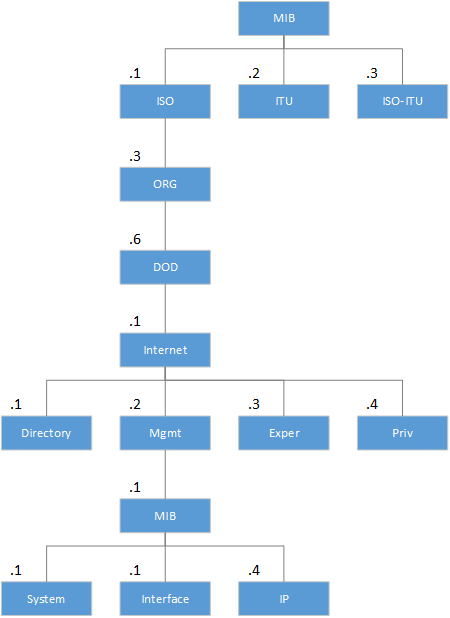 MIB
.1 .2 .3
ISO ITU ISO-ITU
.3
ORG
.6
DOD
.1
Internet
.1 .2 .3 .4
Directory Mgmt Exper Priv
.1
MIB
.1 .1 .4
System Interface IP